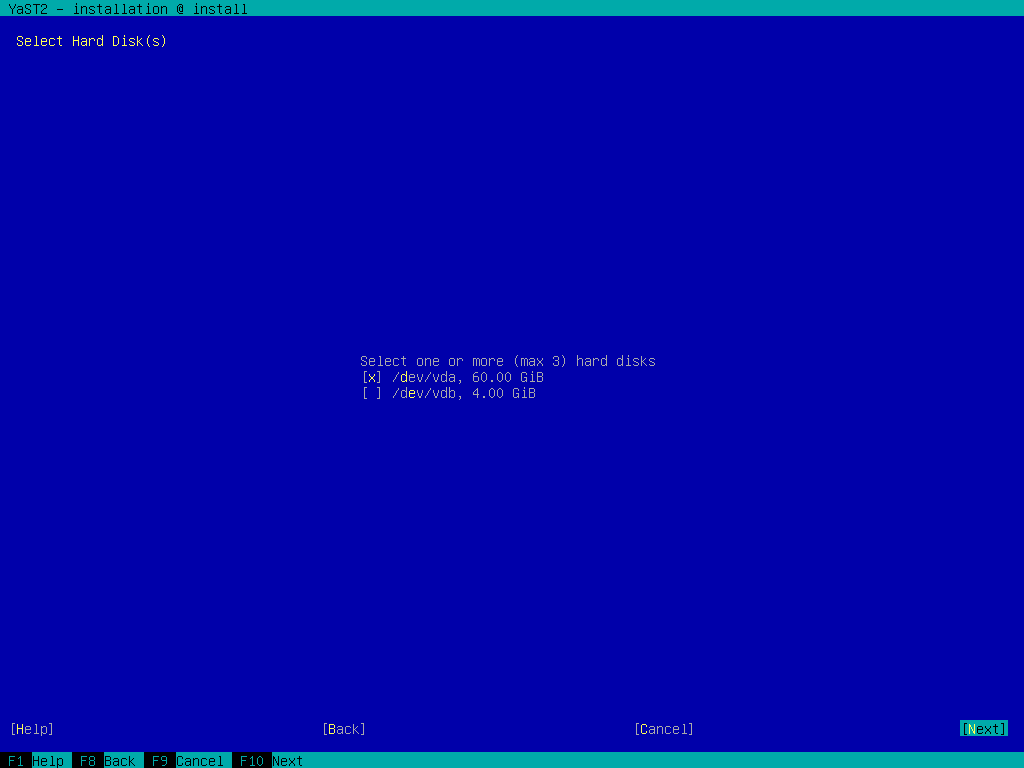 YaST2 - installation @ install
Select Hard Disk(s)
Select one or more (max 3) hard disks
[x] /dev/vda, 60.00 GiB
[ ] /dev/vdb, 4.00 GiB
[Help] [Back] [Cancel] [Next]
F1 Help F8 Back F9 Cancel F10 Next